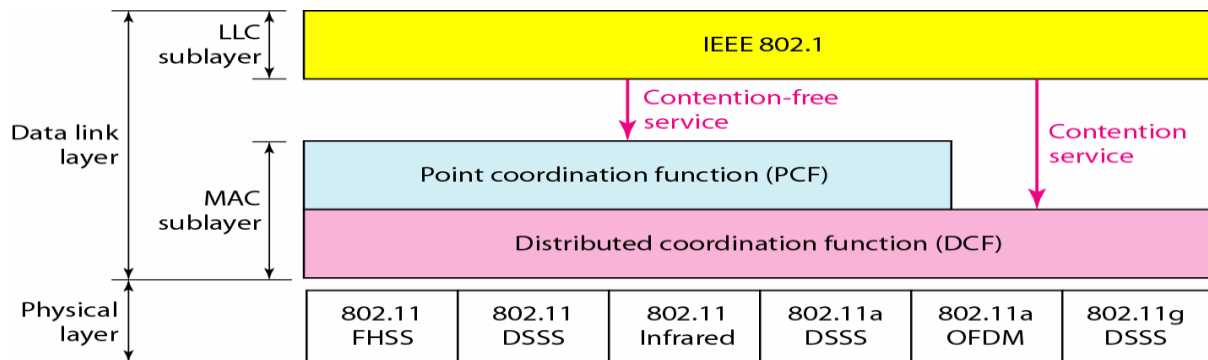 LLC
sublayer
IEEE 802.1
Contention-free
service
Contention
service
Data link
layer
MAC
sublayer
Point coordination function (PCF)
Distributed coordination function (DCF)
Physical
layer
802.11
FHSS
802.11
DSSS
802.11
Infrared
802.11a
DSSS
802.11a
OFDM
802.11g
DSSS